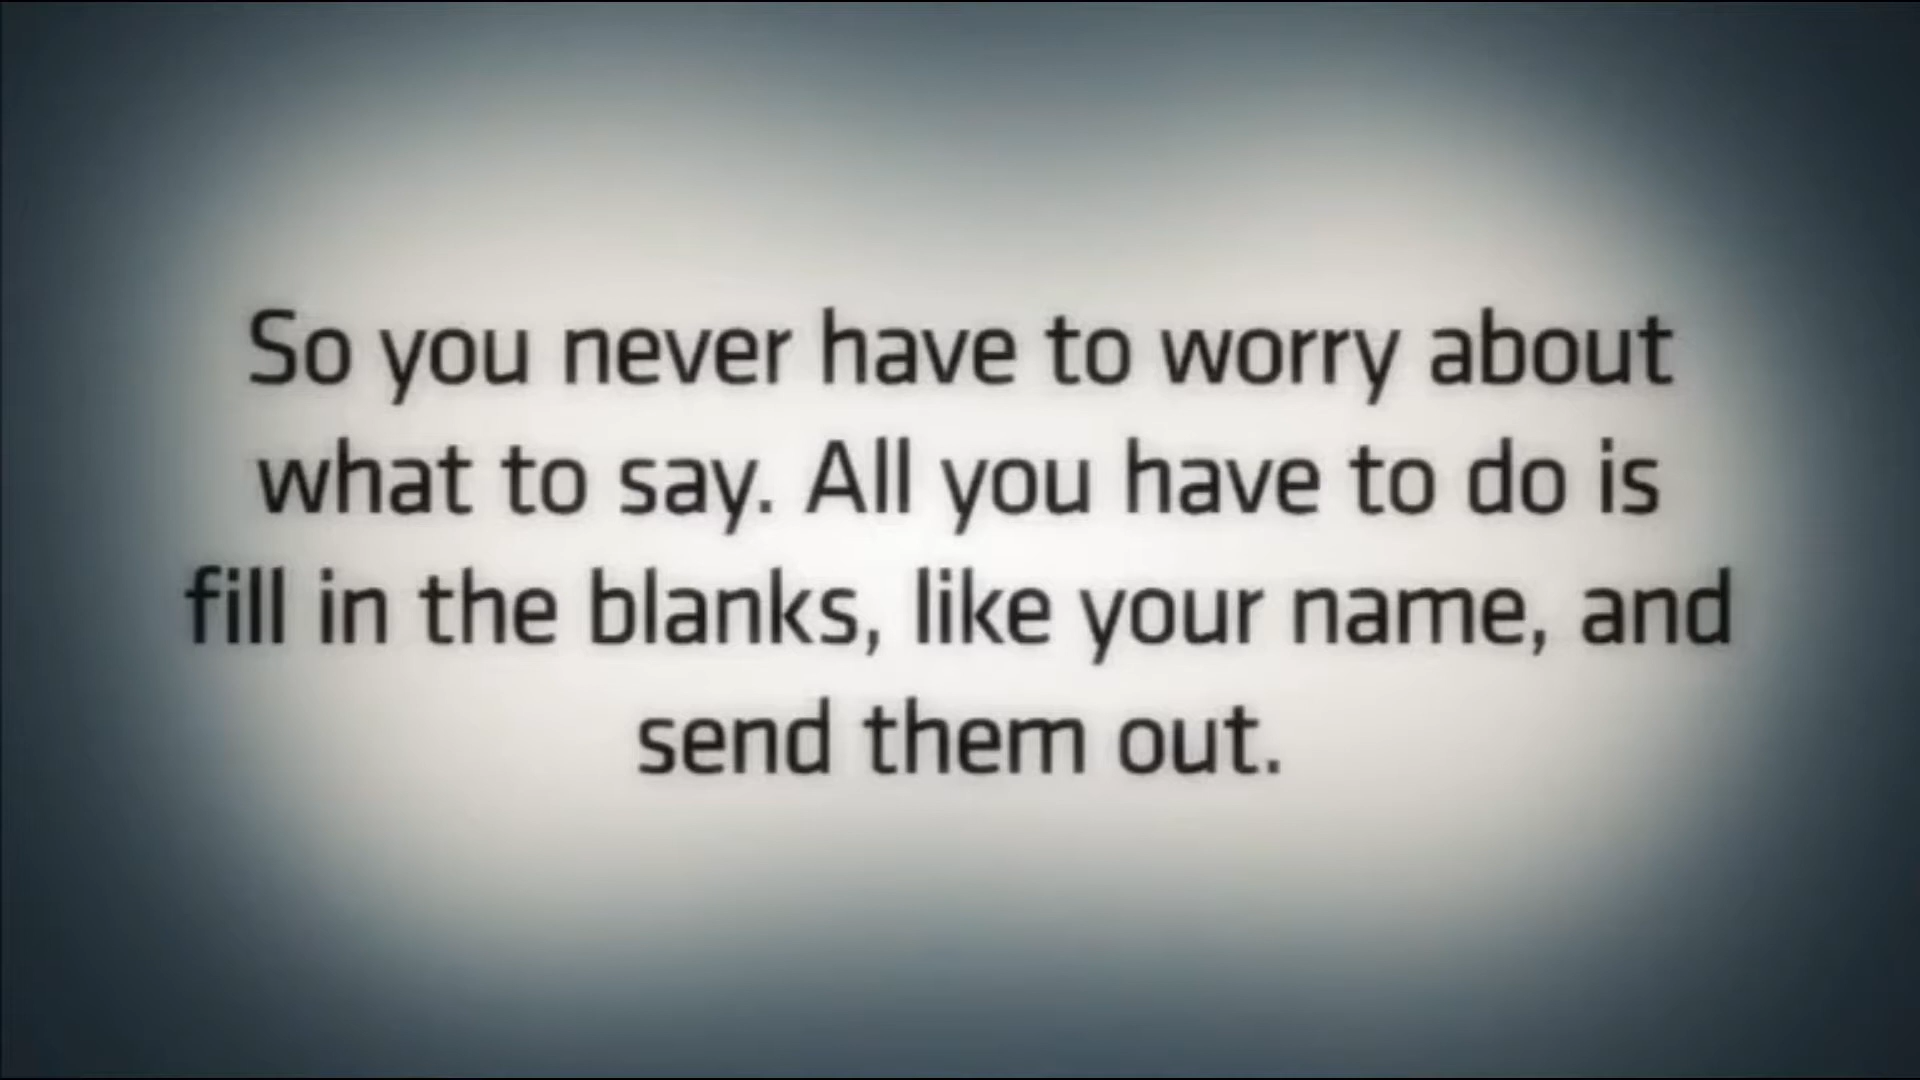 So you never have to worry about
what to say. All you have to do is
fill in the blanks, like your name, and
send them out.